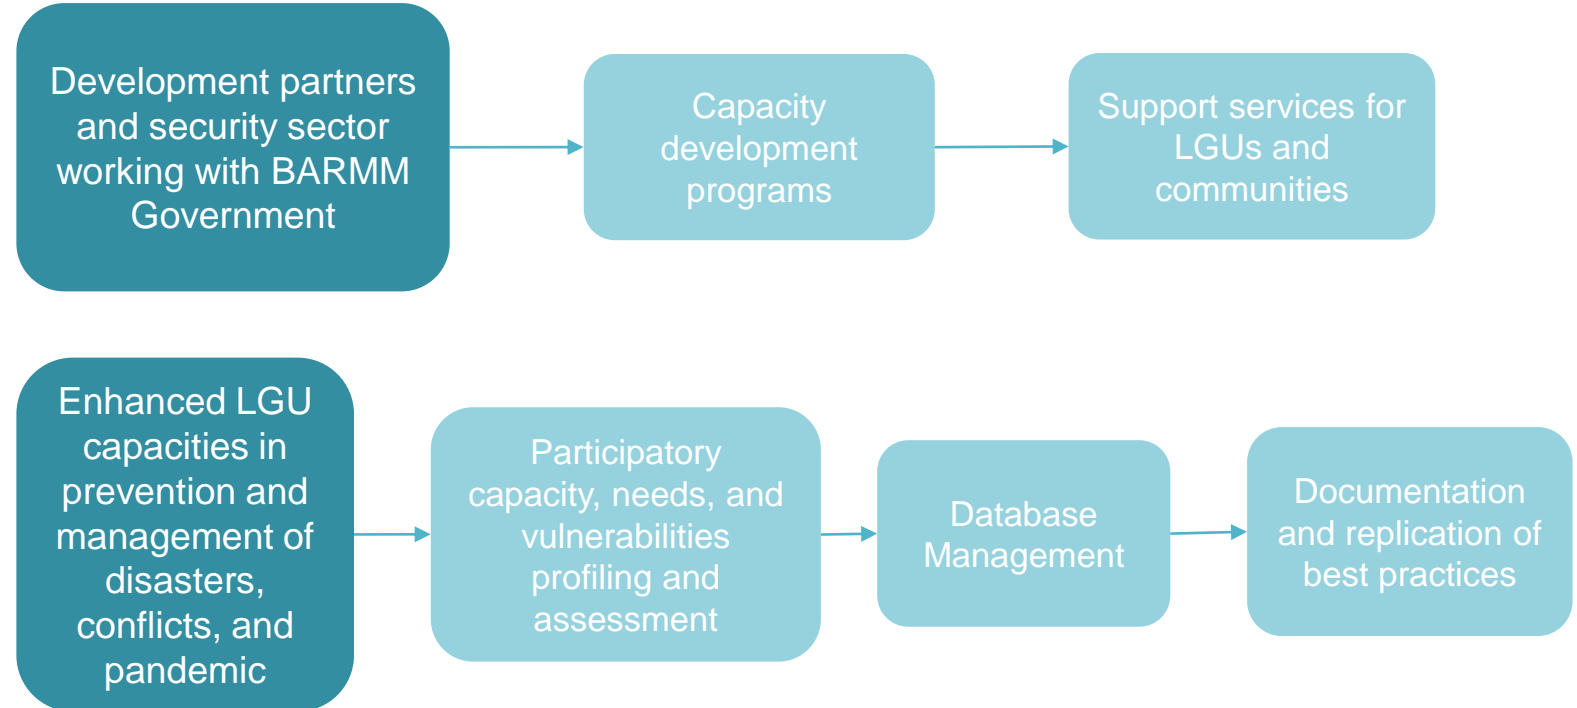 Development partners
and security sector
working with BARMM
Government
Capacity
development
programs
Support services for
LGUs and
communities
Enhanced LGU
capacities in
prevention and
management of
disasters,
conflicts, and
pandemic
Participatory
capacity, needs, and
vulnerabilities
profiling and
assessment
Database
Management
Documentation
and replication of
best practices